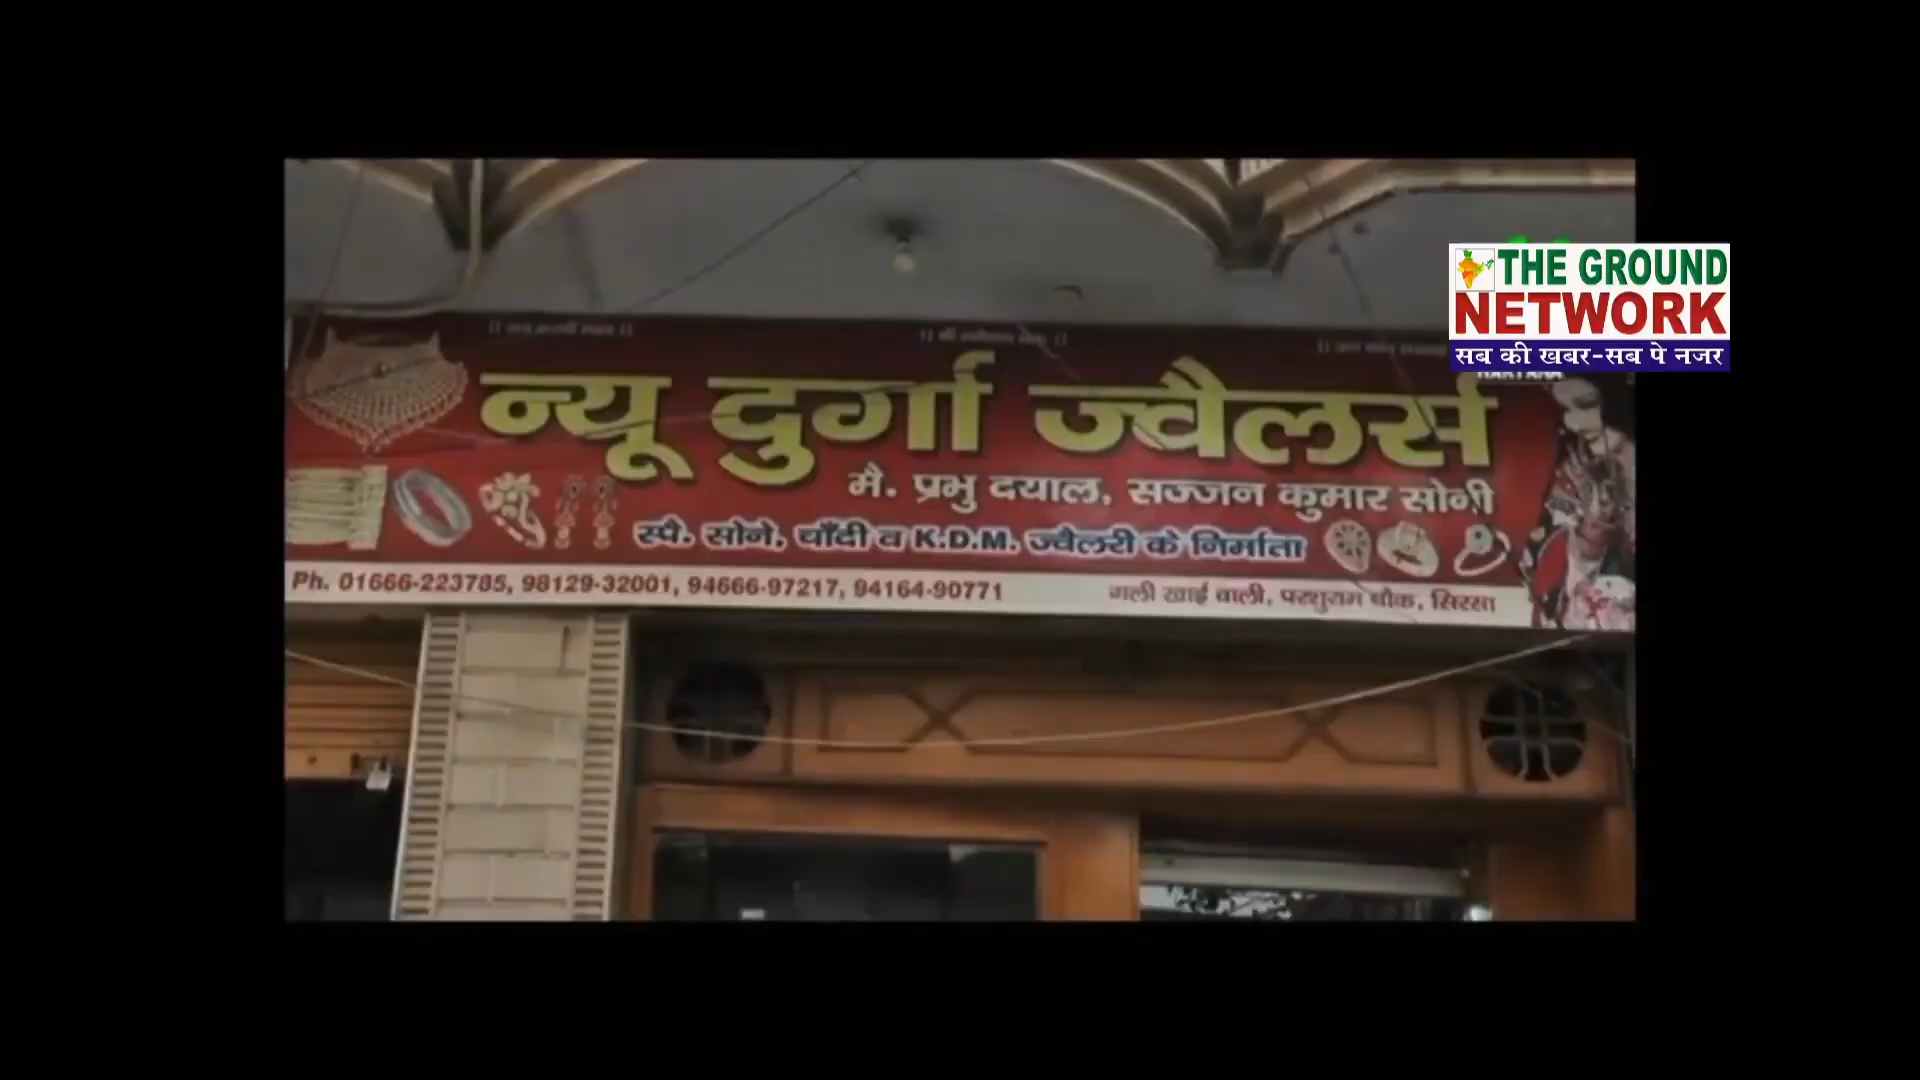 THE GROUND
NETWORK
सब की खबर-सब पे नजर
न्यू दुर्गा ज्वैलर्स
मै. प्रभु दयाल, सज्जन कुमार सोनी
स्पै. सोने, चाँदी व K.D.M. ज्वैलरी के निर्माता
Ph. 01666-223785, 98129-32001, 94666-97217, 94164-90771
गली खाई वाली, परशुराम चौक, सिरसा